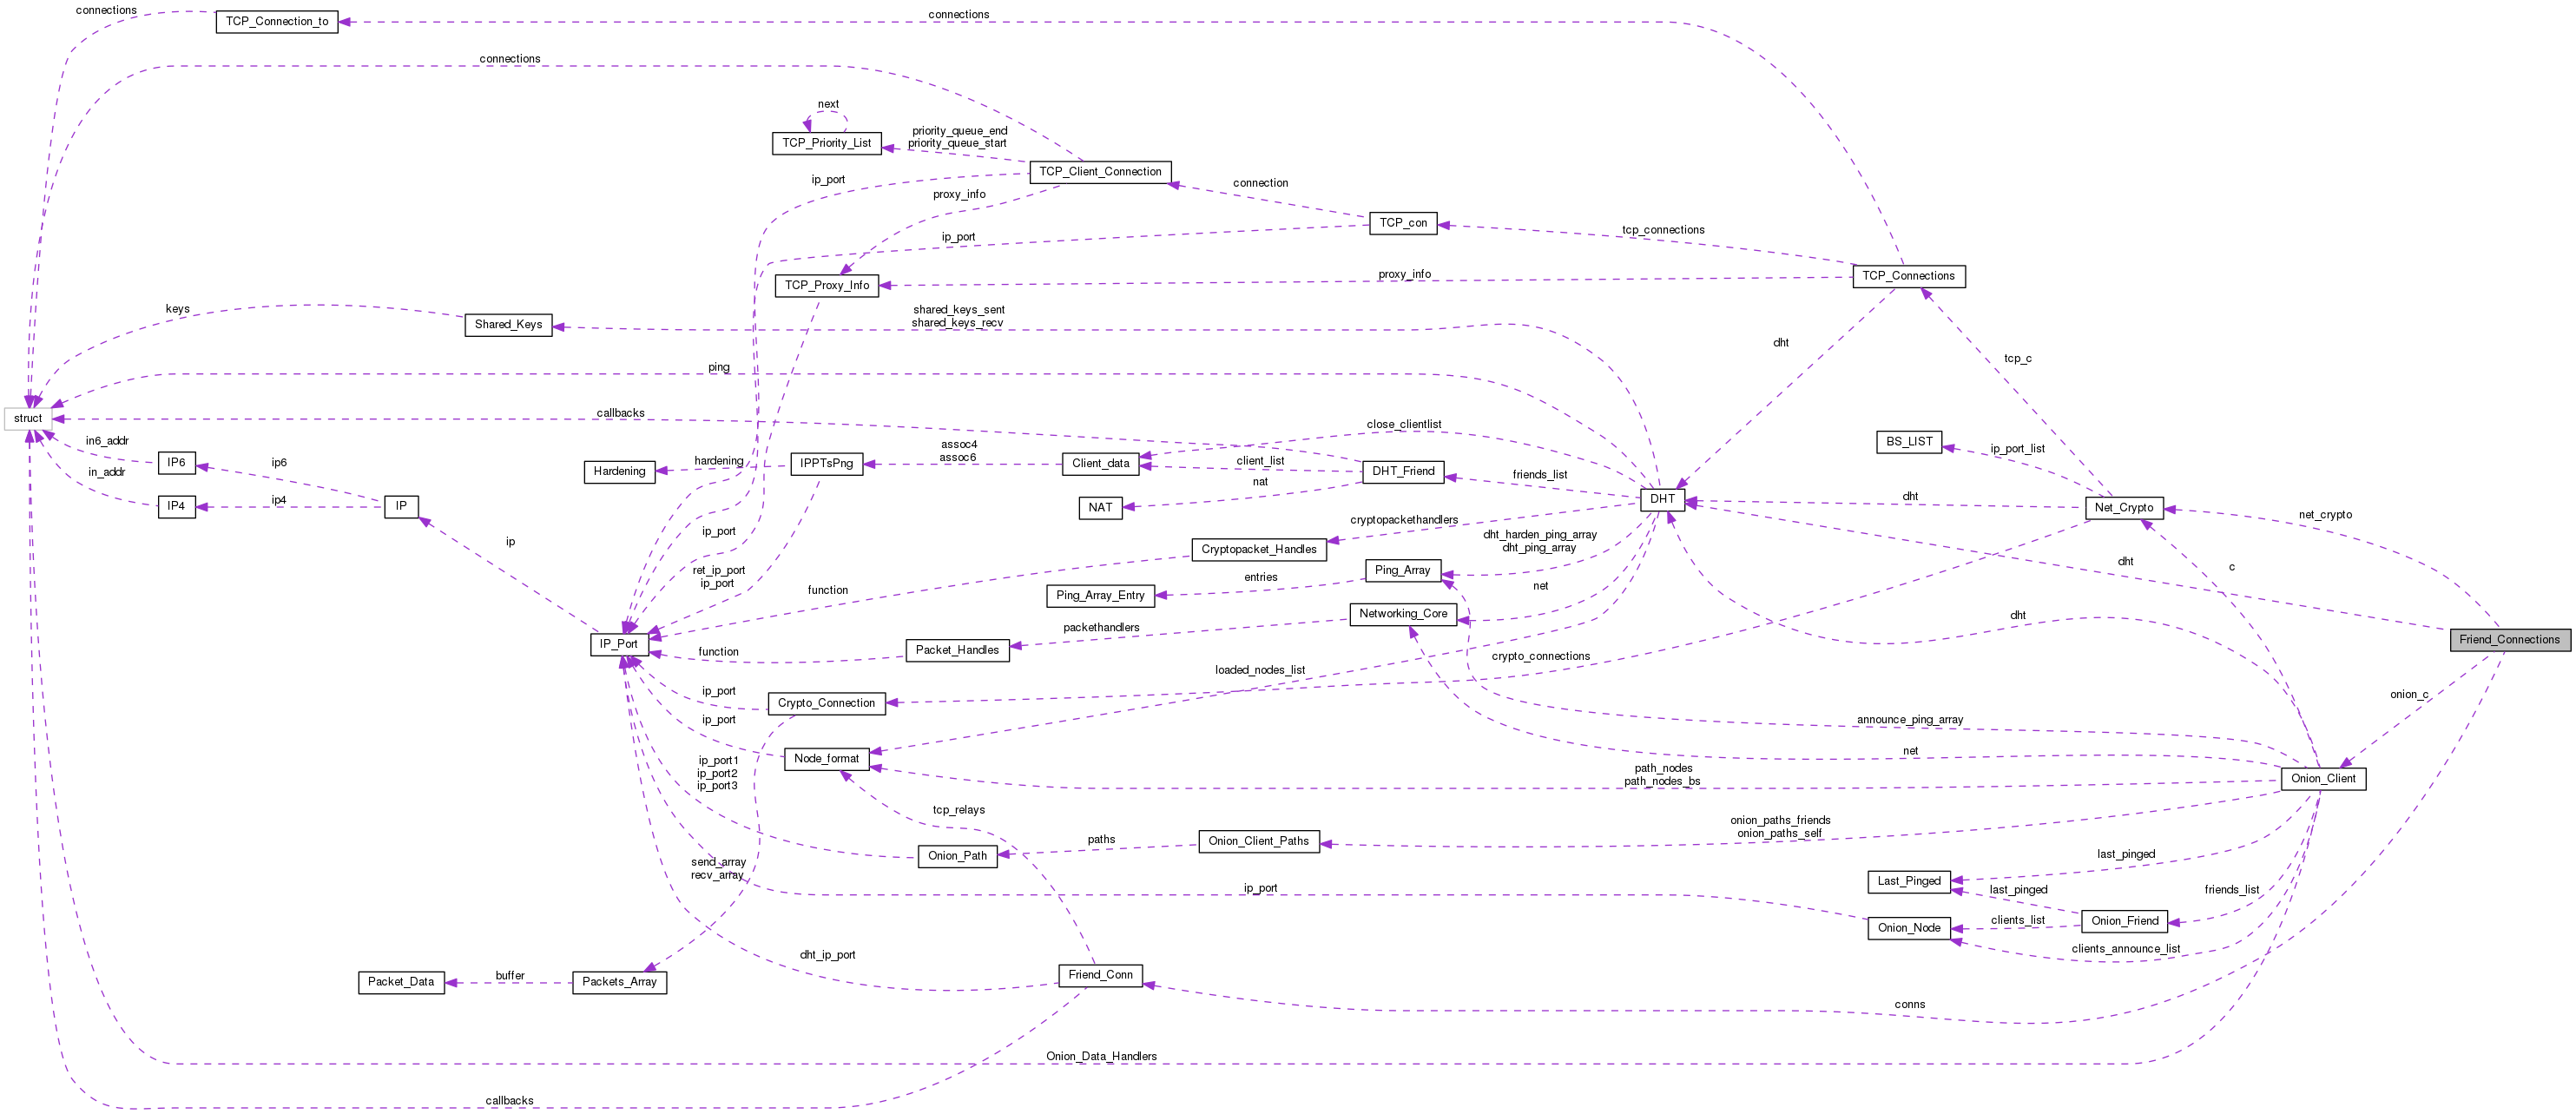 connections
TCP_Connection_to
connections
connections
next
TCP_Priority_List
priority_queue_end
priority_queue_start
TCP_Client_Connection
ip_port
proxy_info
connection
TCP_con
tcp_connections
ip_port
TCP_Proxy_Info
proxy_info
TCP_Connections
keys
Shared_Keys
shared_keys_sent
shared_keys_recv
dht
tcp_c
ping
struct
callbacks
close_clientlist
in6_addr
IP6
ip6
in_addr
IP4
ip4
IP
Hardening
hardening
IPPTsPng
assoc4
assoc6
Client_data
client_list
nat
NAT
DHT_Friend
friends_list
DHT
dht
BS_LIST
ip_port_list
Net_Crypto
net_crypto
ip
ip_port
cryptopackethandlers
Cryptopacket_Handles
dht_harden_ping_array
dht_ping_array
ret_ip_port
ip_port
function
Ping_Array_Entry
entries
Ping_Array
net
dht
c
dht
Networking_Core
packethandlers
IP_Port
function
Packet_Handles
Friend_Connections
crypto_connections
loaded_nodes_list
ip_port
Crypto_Connection
onion_c
ip_port
announce_ping_array
Node_format
net
ip_port1
ip_port2
ip_port3
path_nodes
path_nodes_bs
Onion_Client
tcp_relays
onion_paths_friends
onion_paths_self
Onion_Path
paths
Onion_Client_Paths
send_array
recv_array
last_pinged
Last_Pinged
last_pinged
friends_list
ip_port
Onion_Node
clients_list
Onion_Friend
clients_announce_list
dht_ip_port
Packet_Data
buffer
Packets_Array
Friend_Conn
conns
Onion_Data_Handlers
callbacks